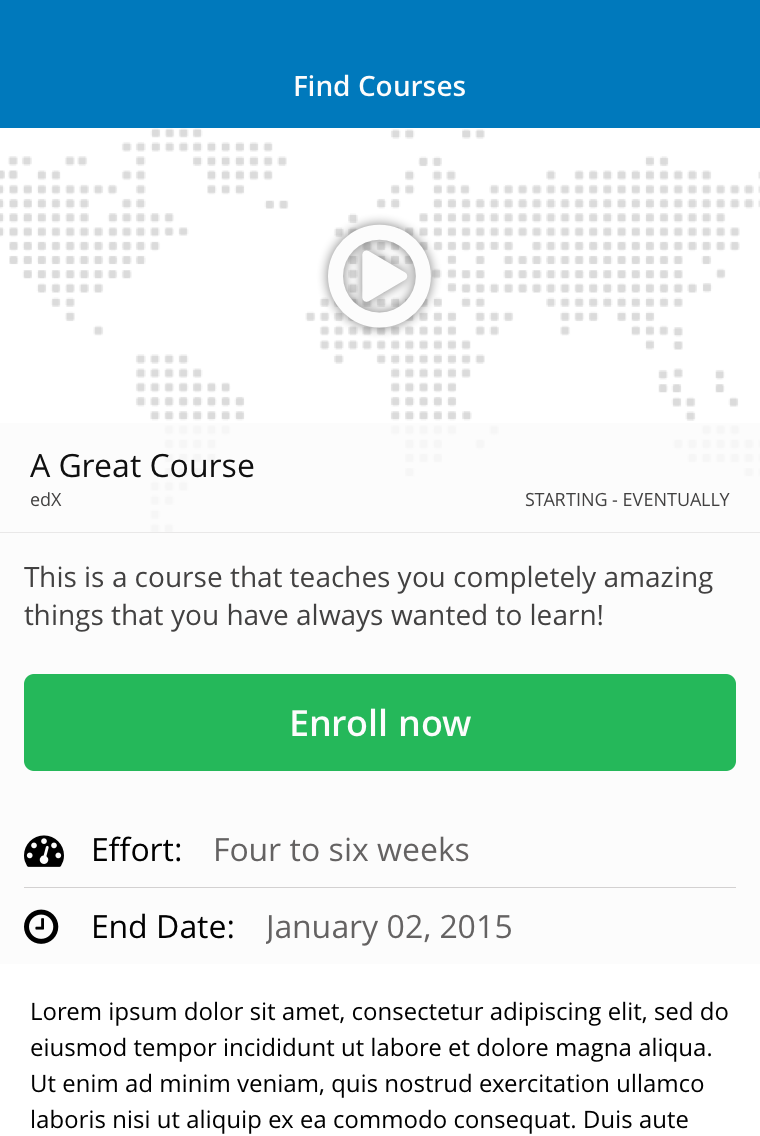 Find Courses
A Great Course
edX
STARTING - EVENTUALLY
This is a course that teaches you completely amazing
things that you have always wanted to learn!
Enroll now
Effort: Four to six weeks
End Date: January 02, 2015
Lorem ipsum dolor sit amet, consectetur adipiscing elit, sed do
eiusmod tempor incididunt ut labore et dolore magna aliqua.
Ut enim ad minim veniam, quis nostrud exercitation ullamco
laboris nisi ut aliquip ex ea commodo consequat. Duis aute